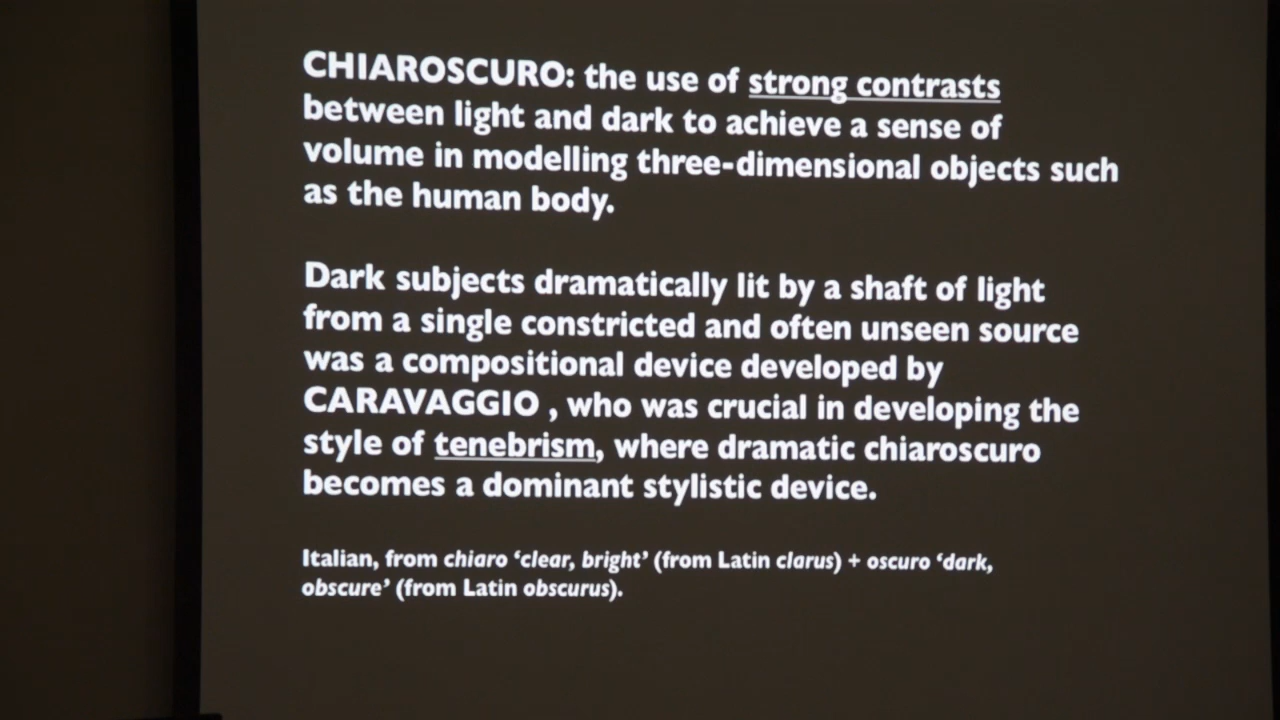 CHIAROSCURO: the use of strong contrasts
between light and dark to achieve a sense of
volume in modelling three-dimensional objects such
as the human body.
Dark subjects dramatically lit by a shaft of light
from a single constricted and often unseen source
was a compositional device developed by
CARAVAGGIO , who was crucial in developing the
style of tenebrism, where dramatic chiaroscuro
becomes a dominant stylistic device.
Italian, from chiaro ‘clear, bright’ (from Latin clarus) + oscuro ‘dark,
obscure’ (from Latin obscurus).